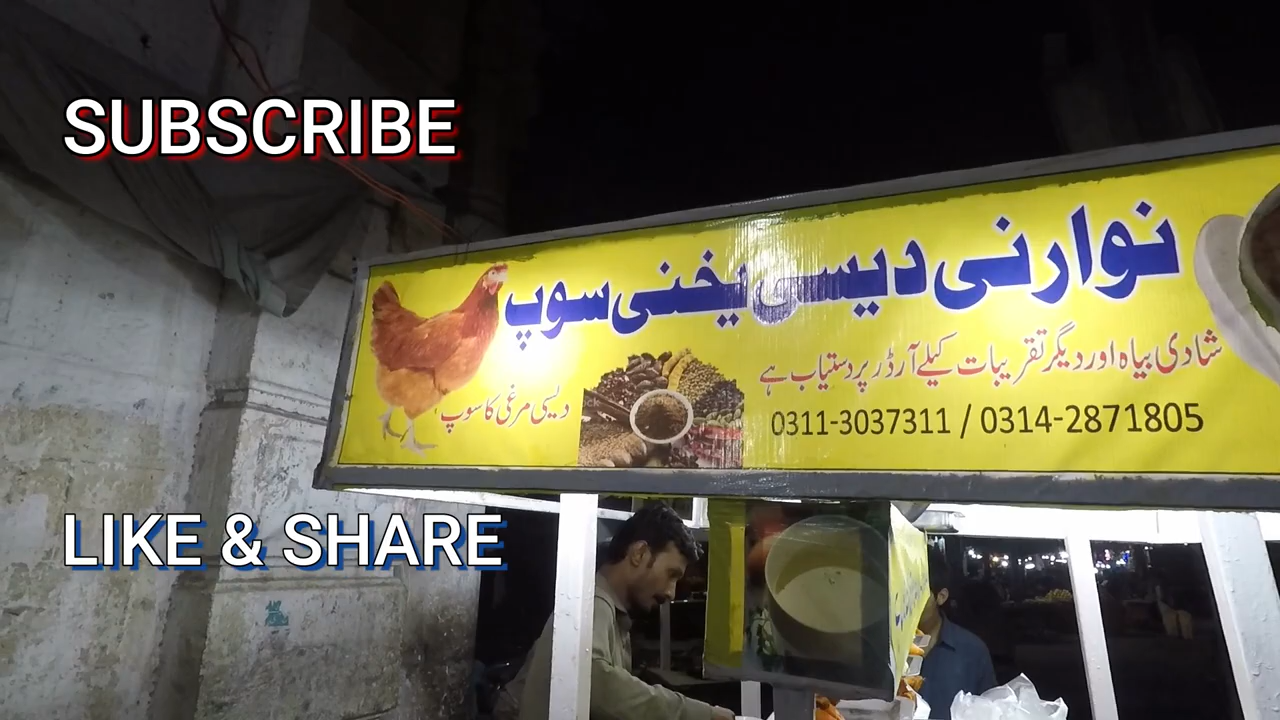 SUBSCRIBE
نوارنی دیسی یخنی سوپ
شادی بیاہ اور دیگر تقریبات کیلے آرڈر پر دستیاب ہے
دیسی مرغی کا سوپ
0311-3037311 / 0314-2871805
LIKE & SHARE